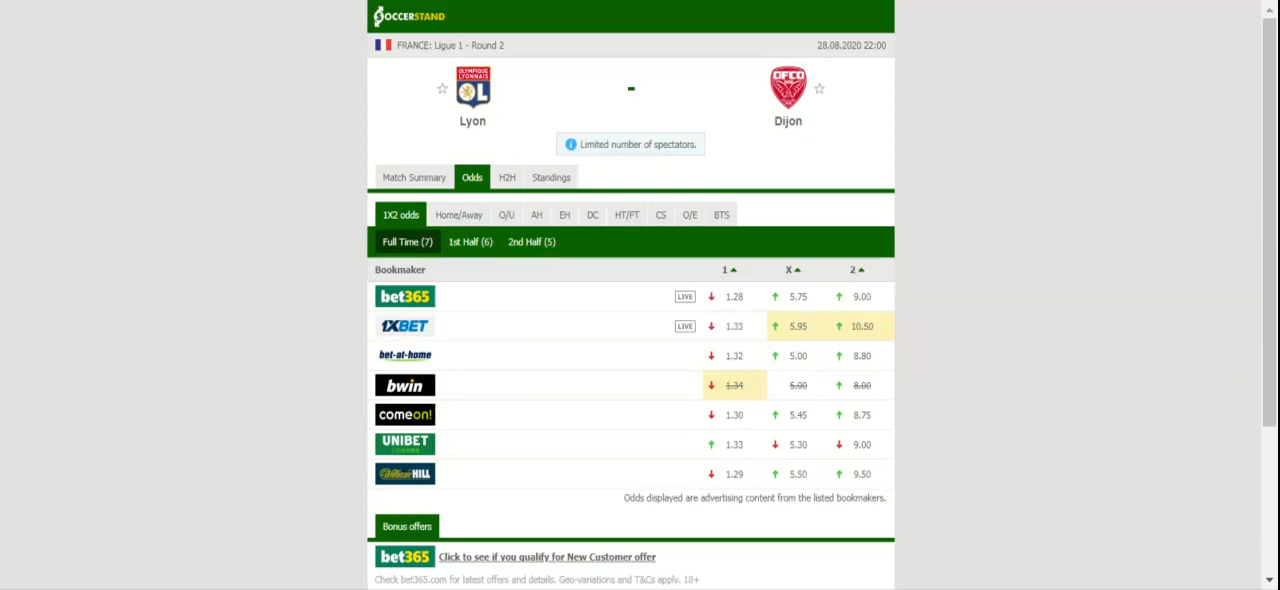 SOCCERSTAND
FRANCE: Ligue 1 - Round 2 28.08.2020 22:00
OLYMPIQUE LYONNAIS OL DFCO
-
Lyon Dijon
Limited number of spectators.
Match Summary Odds H2H Standings
1X2 odds Home/Away O/U AH EH DC HT/FT CS O/E BTS
Full Time (7) 1st Half (6) 2nd Half (5)
Bookmaker 1 X 2
bet365 LIVE 1.28 5.75 9.00
1XBET LIVE 1.33 5.95 10.50
bet-at-home 1.32 5.00 8.80
bwin 1.34 5.00 8.00
comeon! 1.30 5.45 8.75
UNIBET 1.33 5.30 9.00
William HILL 1.29 5.50 9.50
Odds displayed are advertising content from the listed bookmakers.
Bonus offers
bet365 Click to see if you qualify for New Customer offer
Check bet365.com for latest offers and details. Geo-variations and T&Cs apply. 18+